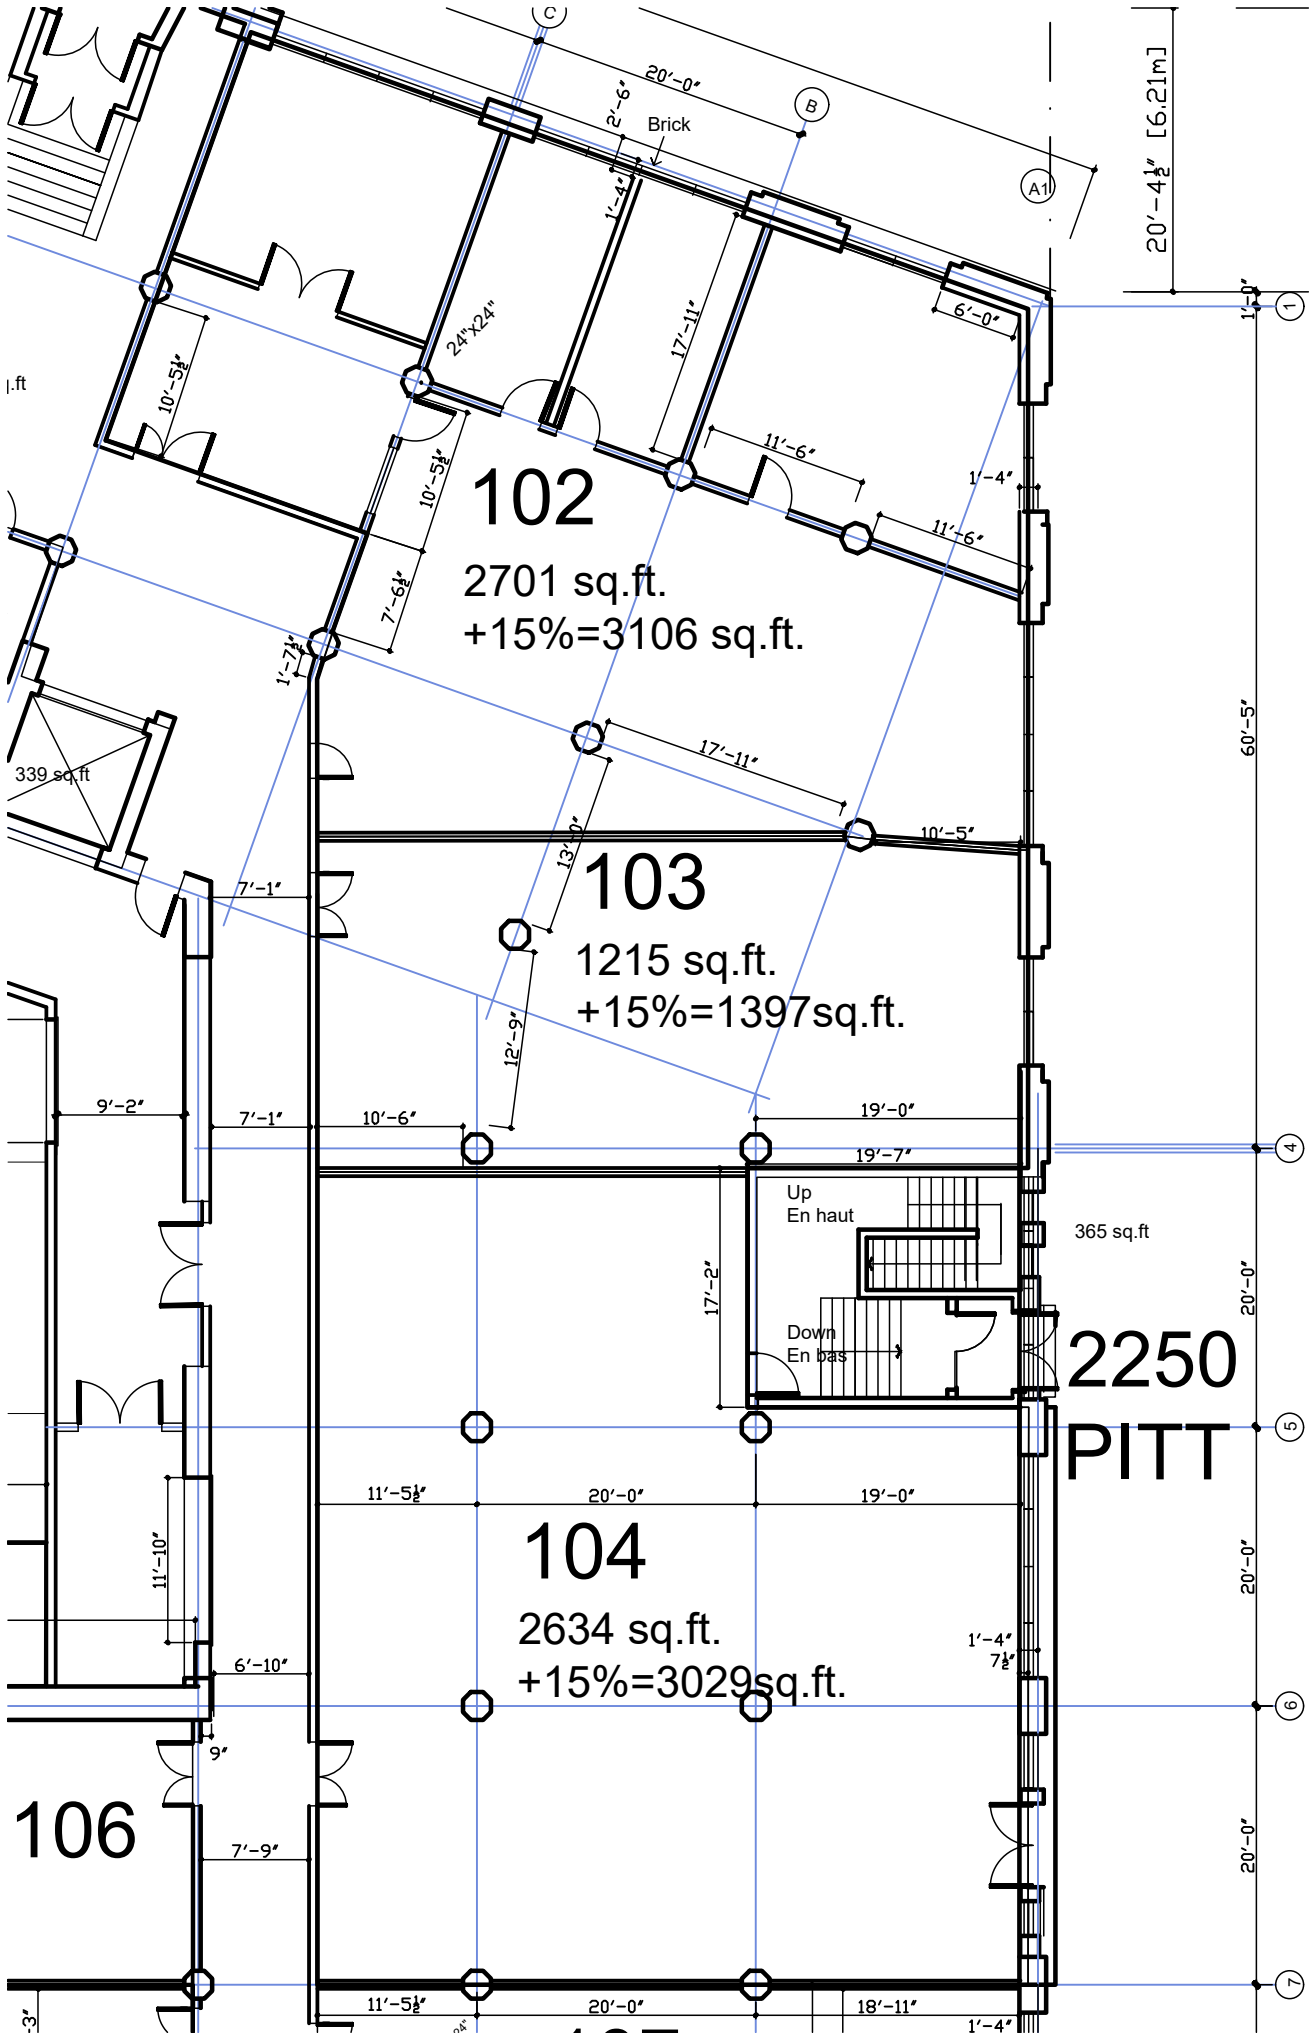 C
20'-0"
B
2'-6"
Brick
1'-4"
A1
20'-4½" [6.21m]
1'-0"
1
6'-0"
24"x24"
17'-11"
10'-5½"
11'-6"
1'-4"
10'-5½"
102
11'-6"
2701 sq.ft.
+15%=3106 sq.ft.
7'-6½"
1'-7½"
60'-5"
17'-11"
339 sq.ft
13'-0"
10'-5"
103
7'-1"
1215 sq.ft.
+15%=1397sq.ft.
12'-9"
9'-2"
7'-1"
10'-6"
19'-0"
4
19'-7"
Up
En haut
365 sq.ft
17'-2"
20'-0"
Down
En bas
2250
PITT
5
11'-5½"
20'-0"
19'-0"
104
11'-10"
20'-0"
2634 sq.ft.
+15%=3029sq.ft.
1'-4"
7½"
6'-10"
6
9"
106
7'-9"
20'-0"
7
11'-5½"
20'-0"
18'-11"
1'-4"